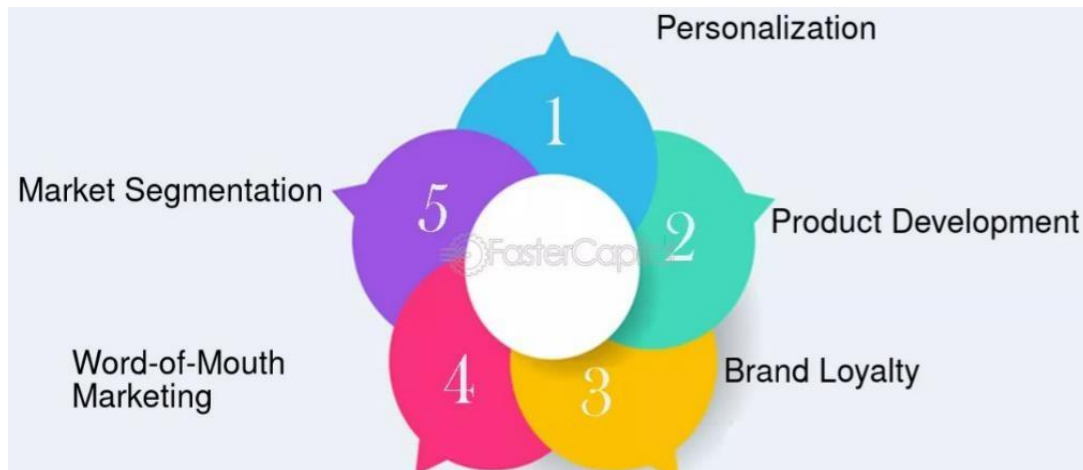 Personalization
1
Market Segmentation
5
2
Product Development
FasterCapital
Word-of-Mouth
Marketing
4
3
Brand Loyalty